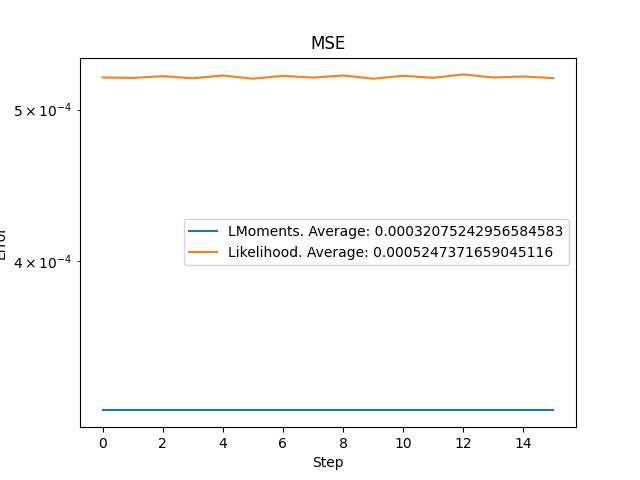 MSE
5 × 10⁻⁴
4 × 10⁻⁴
Error
LMoments. Average: 0.00032075242956584583
Likelihood. Average: 0.0005247371659045116
0 2 4 6 8 10 12 14
Step